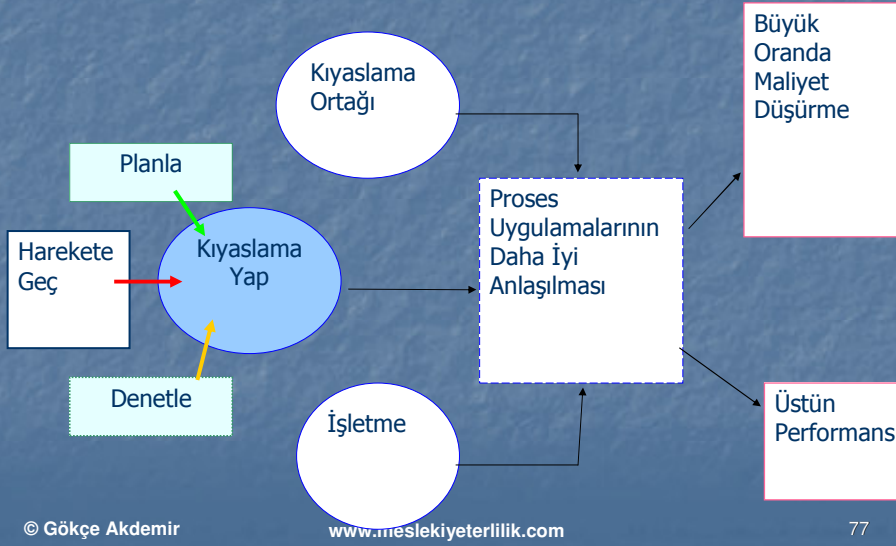 Kıyaslama
Ortağı
Büyük
Oranda
Maliyet
Düşürme
Planla
Harekete
Geç
Kıyaslama
Yap
Denetle
Proses
Uygulamalarının
Daha İyi
Anlaşılması
İşletme
Üstün
Performans
© Gökçe Akdemir
www.meslekiyeterlilik.com
77